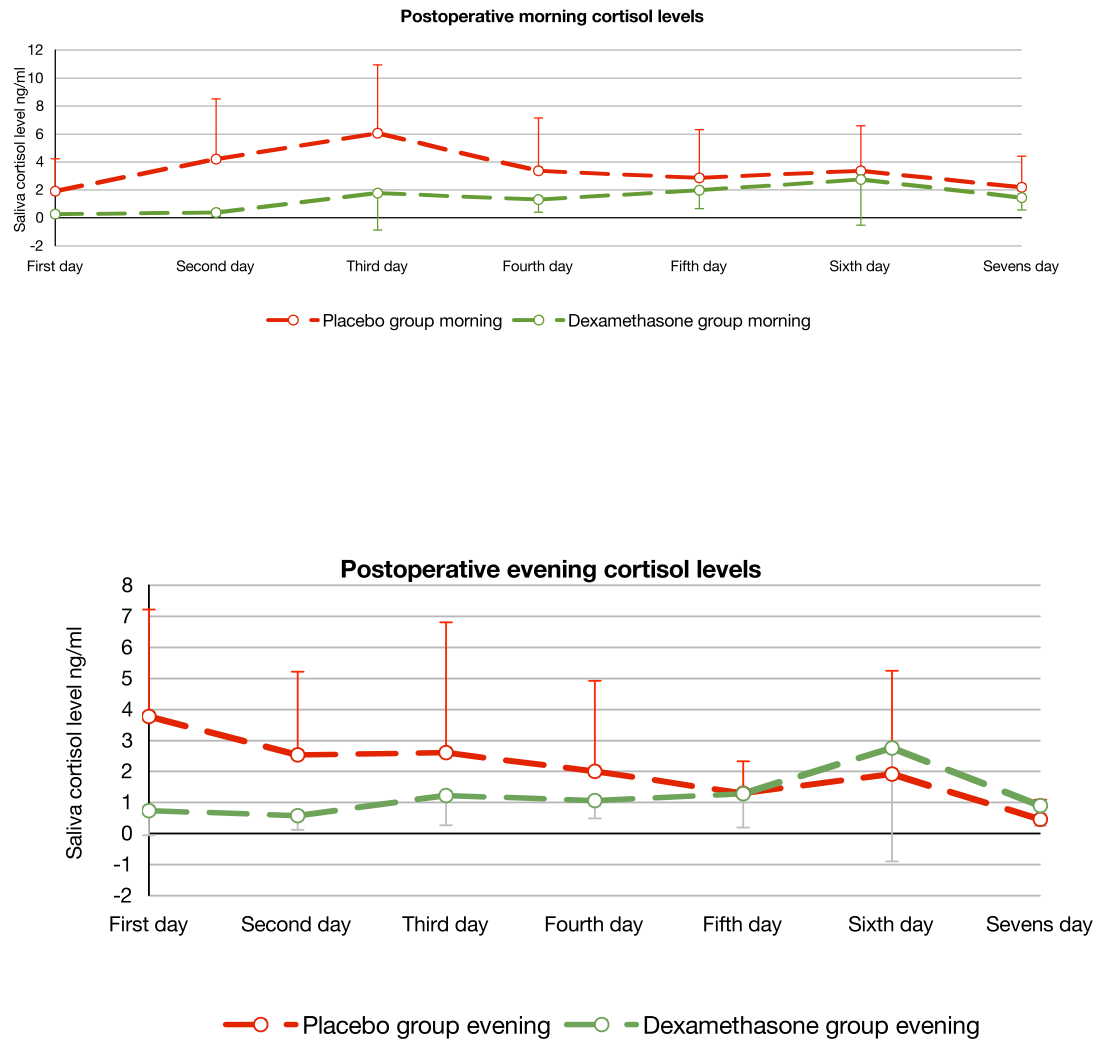 Postoperative morning cortisol levels
Saliva cortisol level ng/ml
12
10
8
6
4
2
0
-2
First day Second day Third day Fourth day Fifth day Sixth day Sevens day
Placebo group morning Dexamethasone group morning
Postoperative evening cortisol levels
Saliva cortisol level ng/ml
8
7
6
5
4
3
2
1
0
-1
-2
First day Second day Third day Fourth day Fifth day Sixth day Sevens day
Placebo group evening Dexamethasone group evening